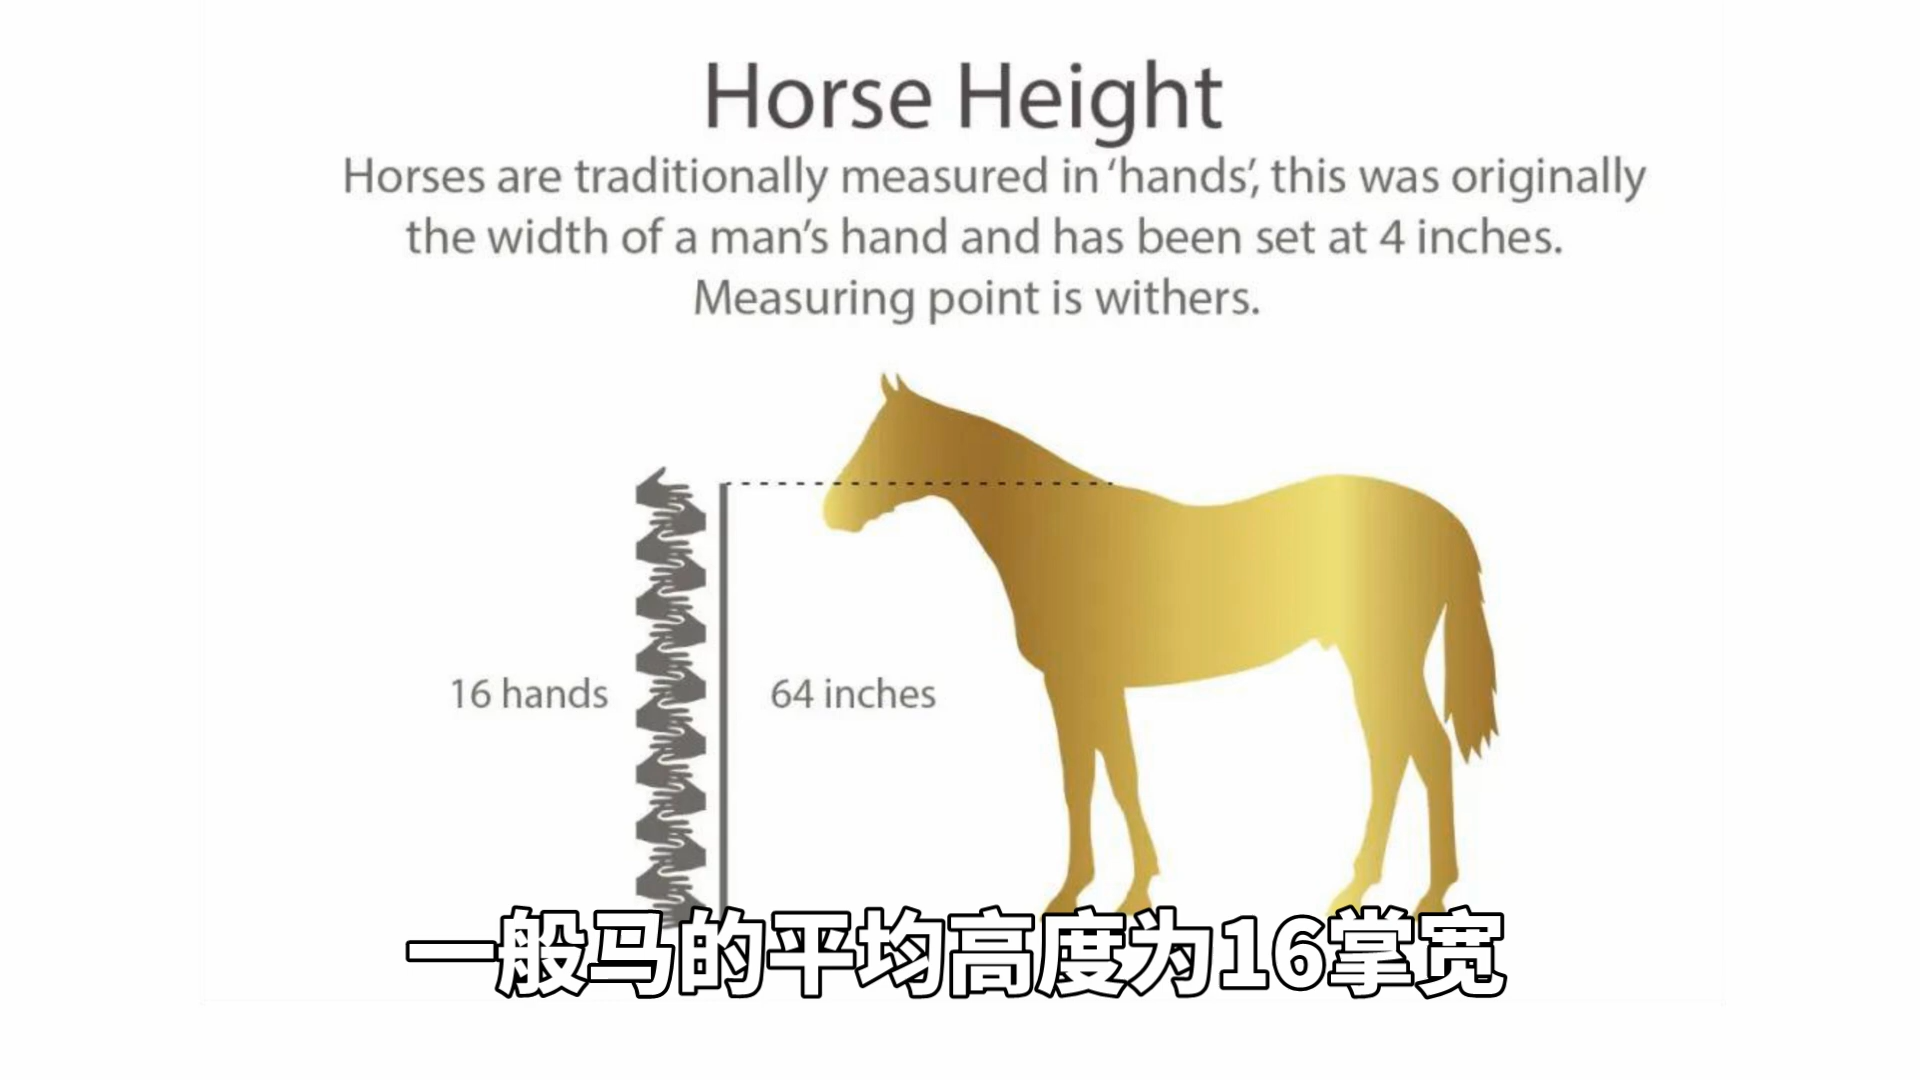 Horse Height
Horses are traditionally measured in ‘hands’, this was originally
the width of a man’s hand and has been set at 4 inches.
Measuring point is withers.
16 hands
64 inches
一般马的平均高度为16掌宽